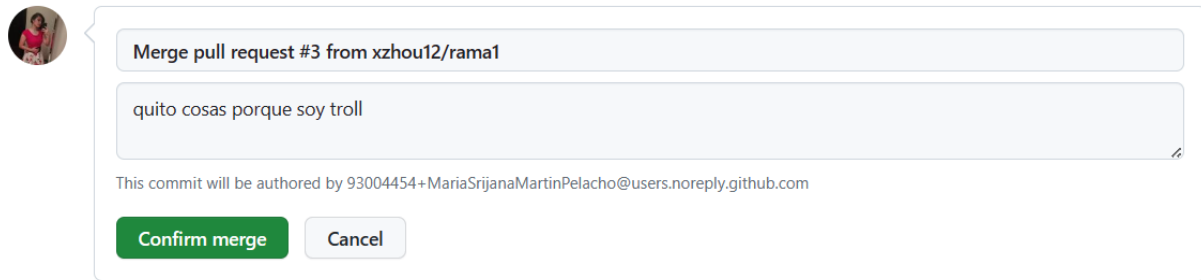 Merge pull request #3 from xzhou12/rama1
quito cosas porque soy troll
This commit will be authored by 93004454+MariaSrijanaMartinPelacho@users.noreply.github.com
Confirm merge
Cancel